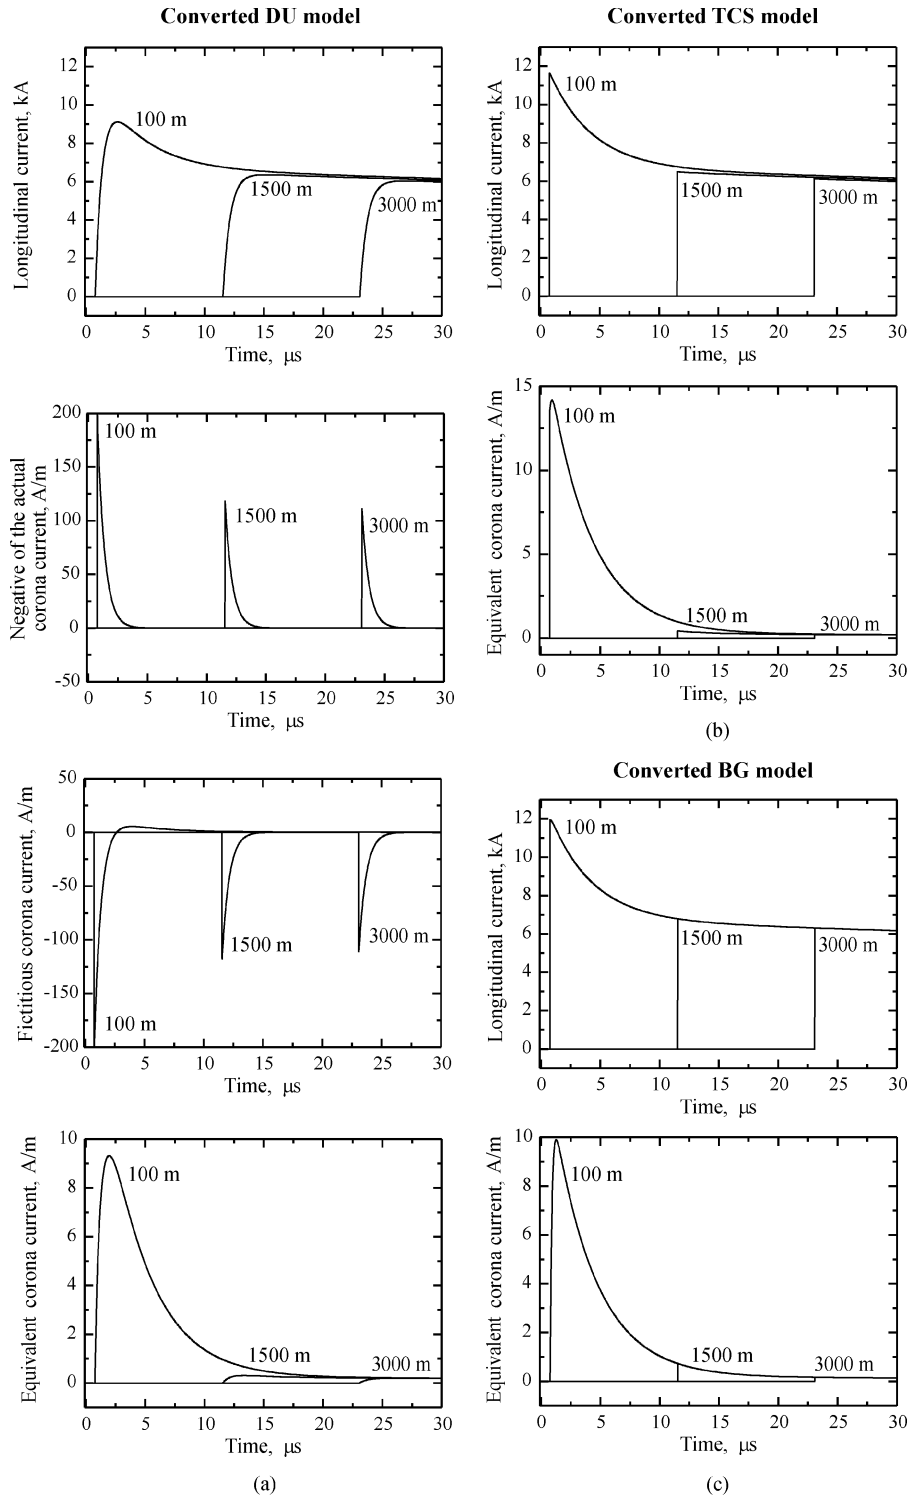 Converted DU model
12
10
8
6
4
2
0
Longitudinal current, kA
100 m
1500 m
3000 m
0 5 10 15 20 25 30
Time, μs
200
150
100
50
0
-50
Negative of the actual
corona current, A/m
100 m
1500 m
3000 m
0 5 10 15 20 25 30
Time, μs
50
0
-50
-100
-150
-200
Fictitious corona current, A/m
100 m
1500 m
3000 m
0 5 10 15 20 25 30
Time, μs
10
8
6
4
2
0
Equivalent corona current, A/m
100 m
1500 m
3000 m
0 5 10 15 20 25 30
Time, μs
(a)
Converted TCS model
12
10
8
6
4
2
0
Longitudinal current, kA
100 m
1500 m
3000 m
0 5 10 15 20 25 30
Time, μs
15
10
5
0
Equivalent corona current, A/m
100 m
1500 m
3000 m
0 5 10 15 20 25 30
Time, μs
(b)
Converted BG model
12
10
8
6
4
2
0
Longitudinal current, kA
100 m
1500 m
3000 m
0 5 10 15 20 25 30
Time, μs
10
8
6
4
2
0
Equivalent corona current, A/m
100 m
1500 m
3000 m
0 5 10 15 20 25 30
Time, μs
(c)